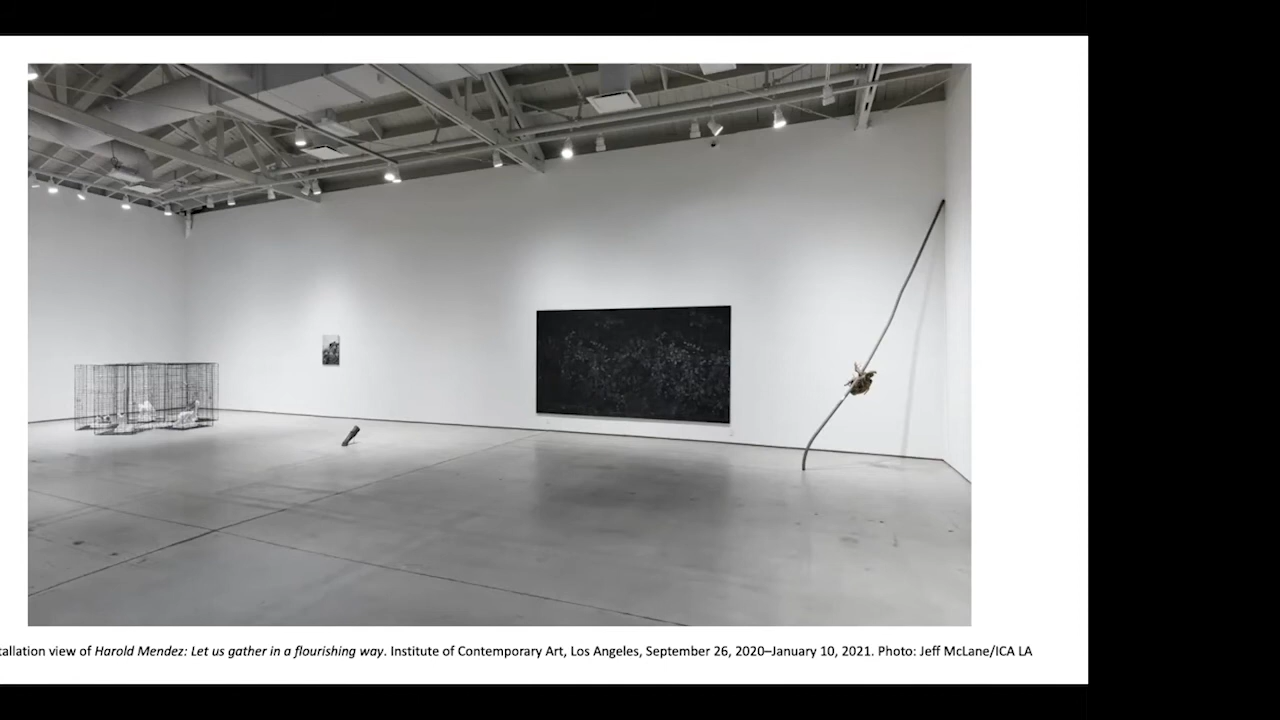 tallation view of Harold Mendez: Let us gather in a flourishing way. Institute of Contemporary Art, Los Angeles, September 26, 2020–January 10, 2021. Photo: Jeff McLane/ICA LA